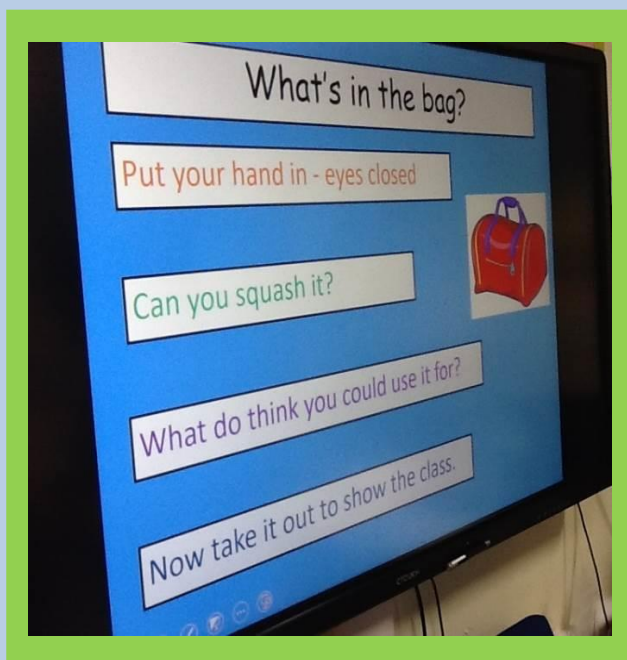 What's in the bag?
Put your hand in - eyes closed
Can you squash it?
What do think you could use it for?
Now take it out to show the class.